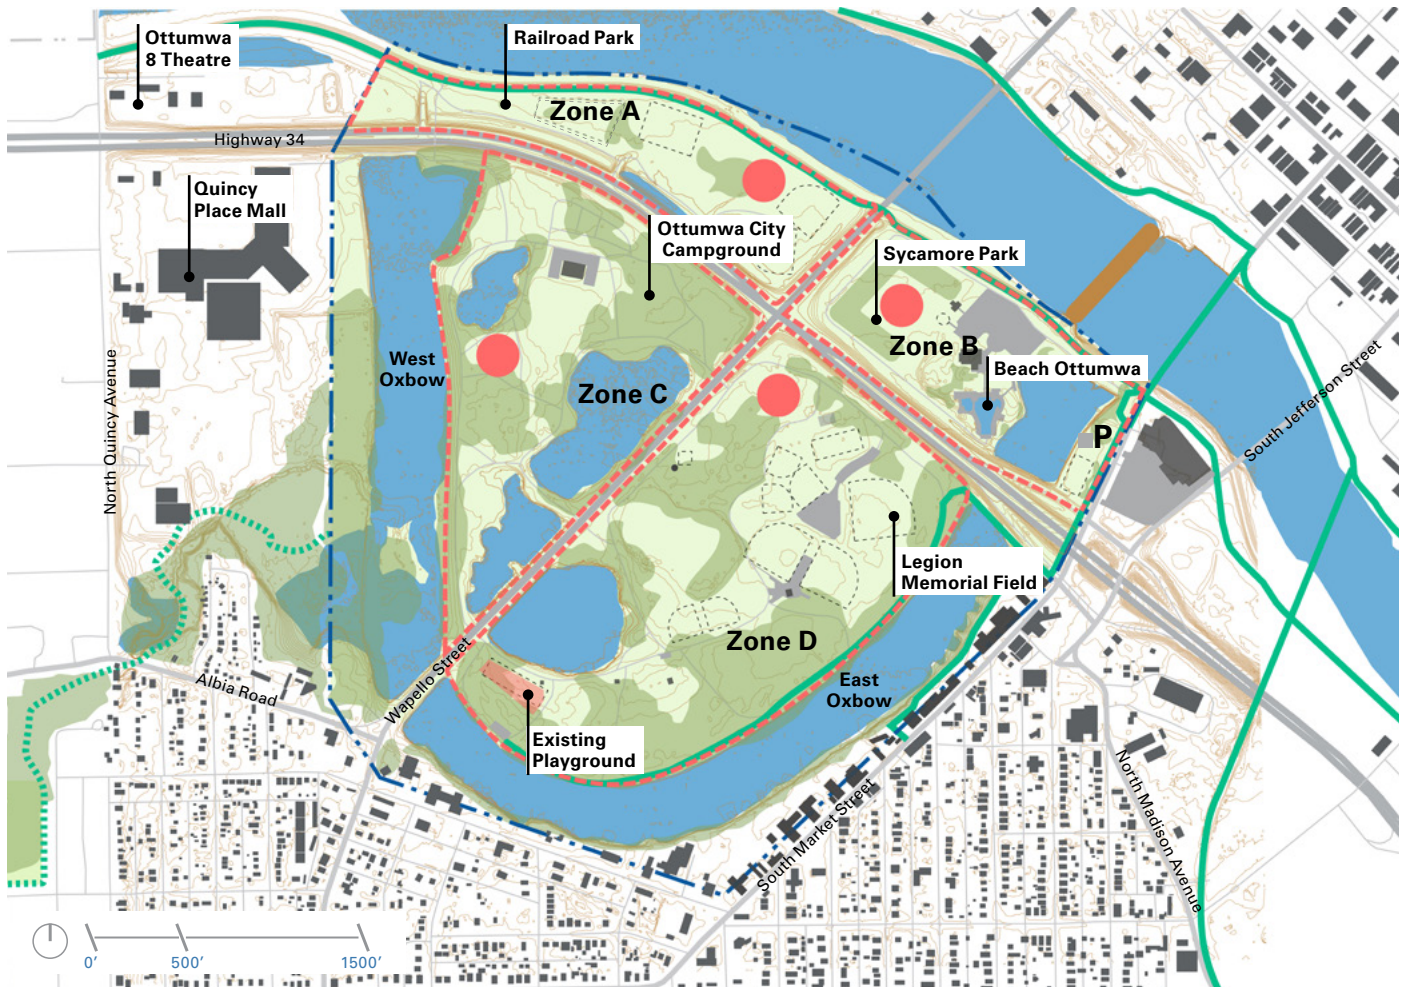 Ottumwa
8 Theatre
Railroad Park
Zone A
Highway 34
Quincy
Place Mall
Ottumwa City
Campground
Sycamore Park
Zone B
Beach Ottumwa
West
Oxbow
Zone C
North Quincy Avenue
South Jefferson Street
P
Legion
Memorial Field
Zone D
East
Oxbow
Wapello Street
Albia Road
Existing
Playground
South Market Street
North Madison Avenue
0’
500’
1500’